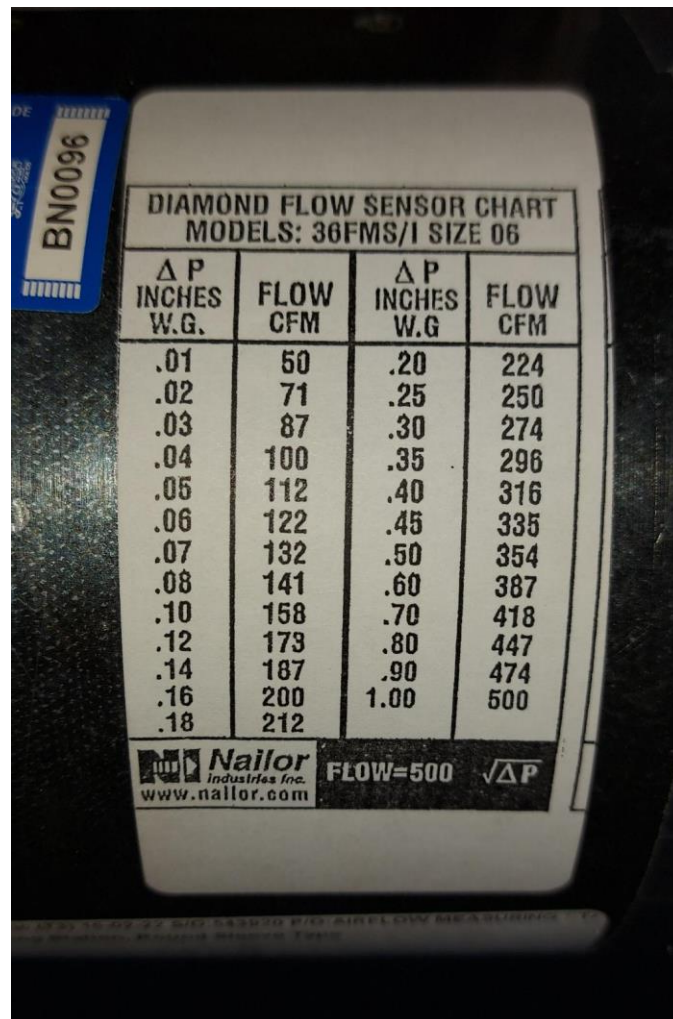 DE
BN0096
DIAMOND FLOW SENSOR CHART
MODELS: 36FMS/I SIZE 06
Δ P INCHES W.G. FLOW CFM Δ P INCHES W.G FLOW CFM
.01 50 .20 224
.02 71 .25 250
.03 87 .30 274
.04 100 .35 296
.05 112 .40 316
.06 122 .45 335
.07 132 .50 354
.08 141 .60 387
.10 158 .70 418
.12 173 .80 447
.14 187 .90 474
.16 200 1.00 500
.18 212
Nailor
Industries Inc.
www.nailor.com
FLOW=500 √ΔP
AIRFLOW MEASURING